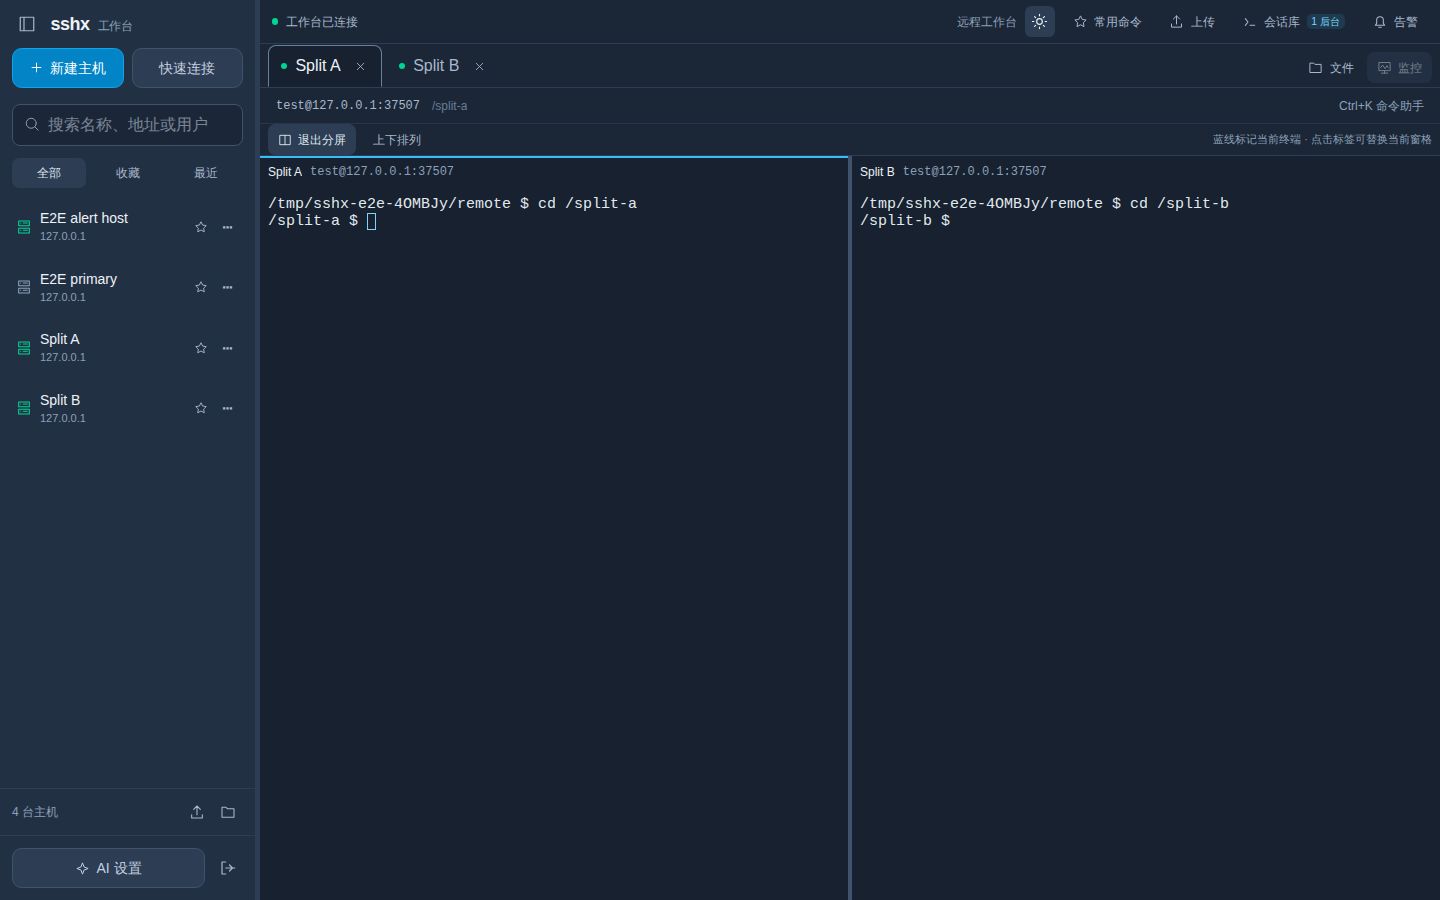 sshx 工作台
新建主机
快速连接
搜索名称、地址或用户
全部
收藏
最近
E2E alert host
127.0.0.1
E2E primary
127.0.0.1
Split A
127.0.0.1
Split B
127.0.0.1
4 台主机
AI 设置
工作台已连接
远程工作台
常用命令
上传
会话库 1 后台
告警
Split A
Split B
文件
监控
test@127.0.0.1:37507 /split-a
Ctrl+K 命令助手
退出分屏
上下排列
蓝线标记当前终端 · 点击标签可替换当前窗格
Split A test@127.0.0.1:37507
/tmp/sshx-e2e-4OMBJy/remote $ cd /split-a
/split-a $
Split B test@127.0.0.1:37507
/tmp/sshx-e2e-4OMBJy/remote $ cd /split-b
/split-b $